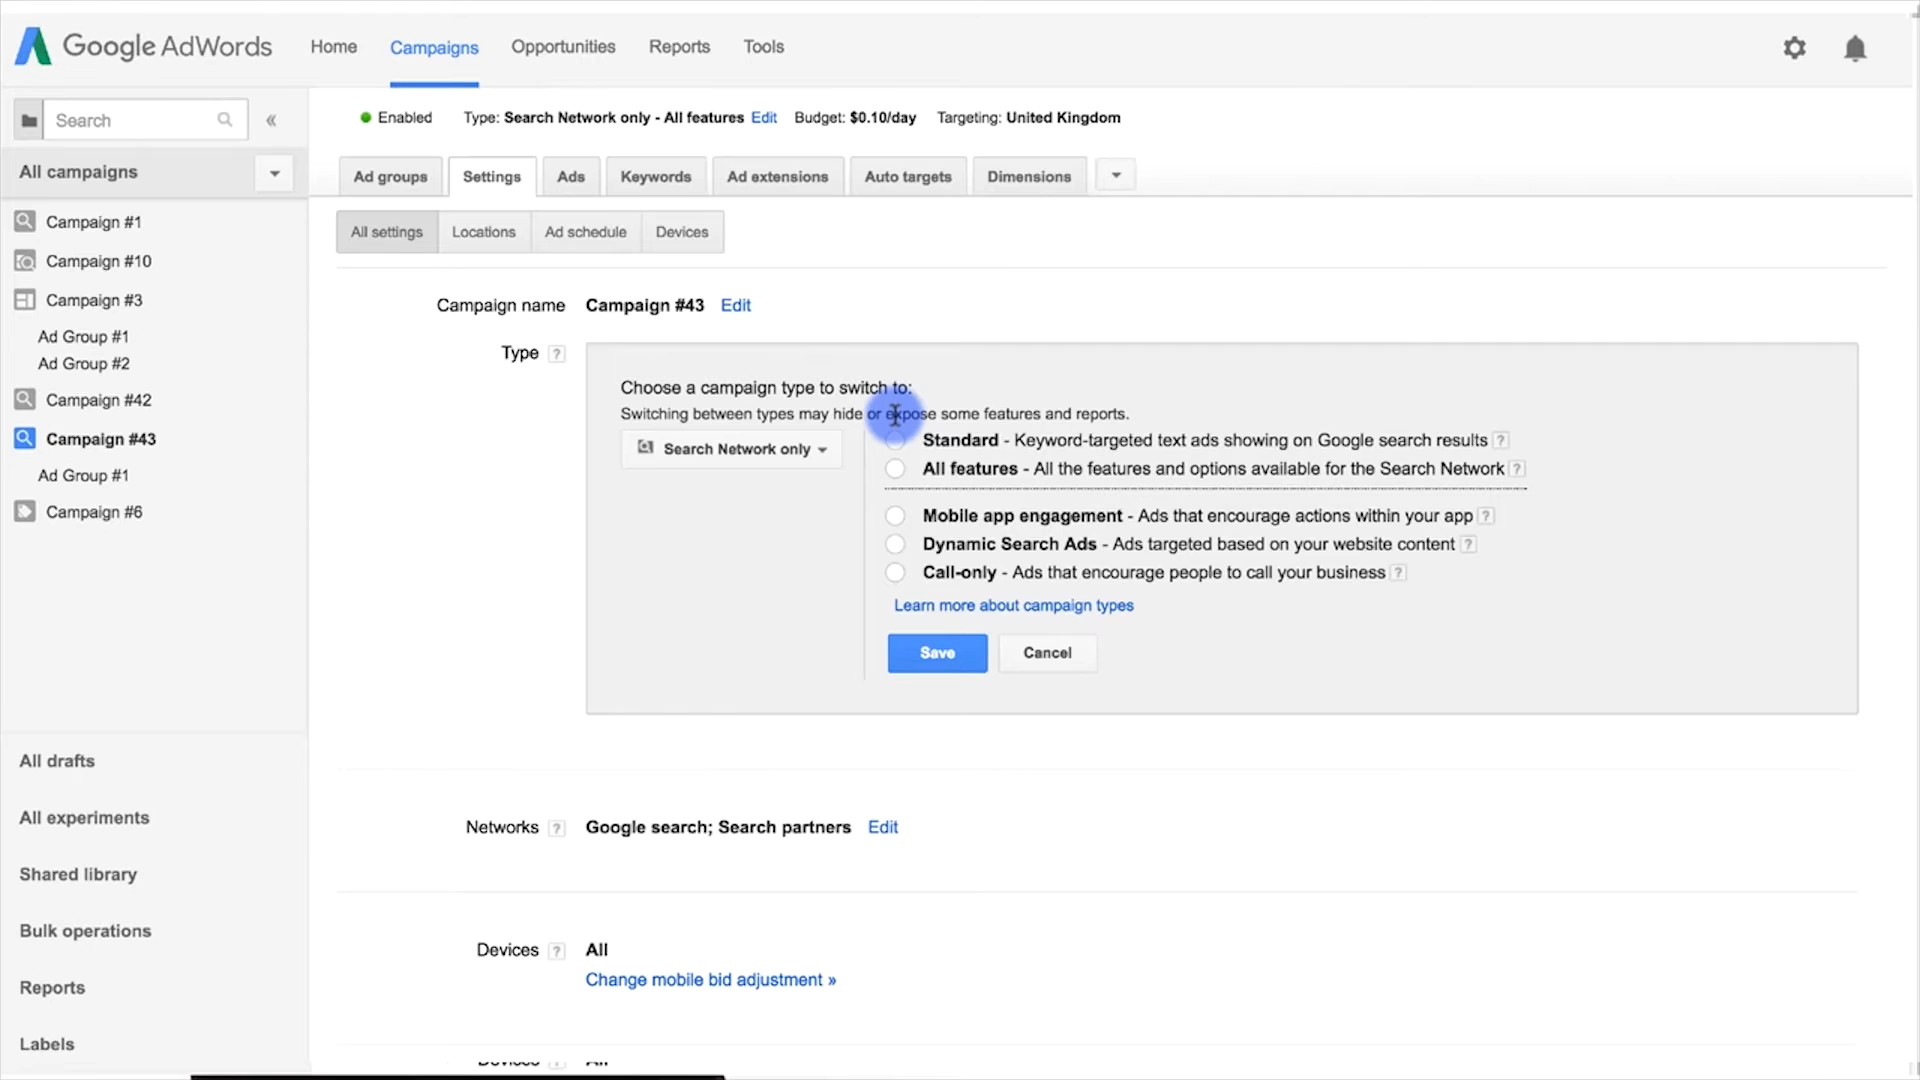 Google AdWords
Home
Campaigns
Opportunities
Reports
Tools
Search
«
Enabled
Type: Search Network only - All features Edit
Budget: $0.10/day
Targeting: United Kingdom
All campaigns
Campaign #1
Campaign #10
Campaign #3
Ad Group #1
Ad Group #2
Campaign #42
Campaign #43
Ad Group #1
Campaign #6
All drafts
All experiments
Shared library
Bulk operations
Reports
Labels
Ad groups
Settings
Ads
Keywords
Ad extensions
Auto targets
Dimensions
All settings
Locations
Ad schedule
Devices
Campaign name Campaign #43 Edit
Type ?
Choose a campaign type to switch to:
Switching between types may hide or expose some features and reports.
Search Network only
Standard - Keyword-targeted text ads showing on Google search results ?
All features - All the features and options available for the Search Network ?
Mobile app engagement - Ads that encourage actions within your app ?
Dynamic Search Ads - Ads targeted based on your website content ?
Call-only - Ads that encourage people to call your business ?
Learn more about campaign types
Save
Cancel
Networks ? Google search; Search partners Edit
Devices ? All
Change mobile bid adjustment »